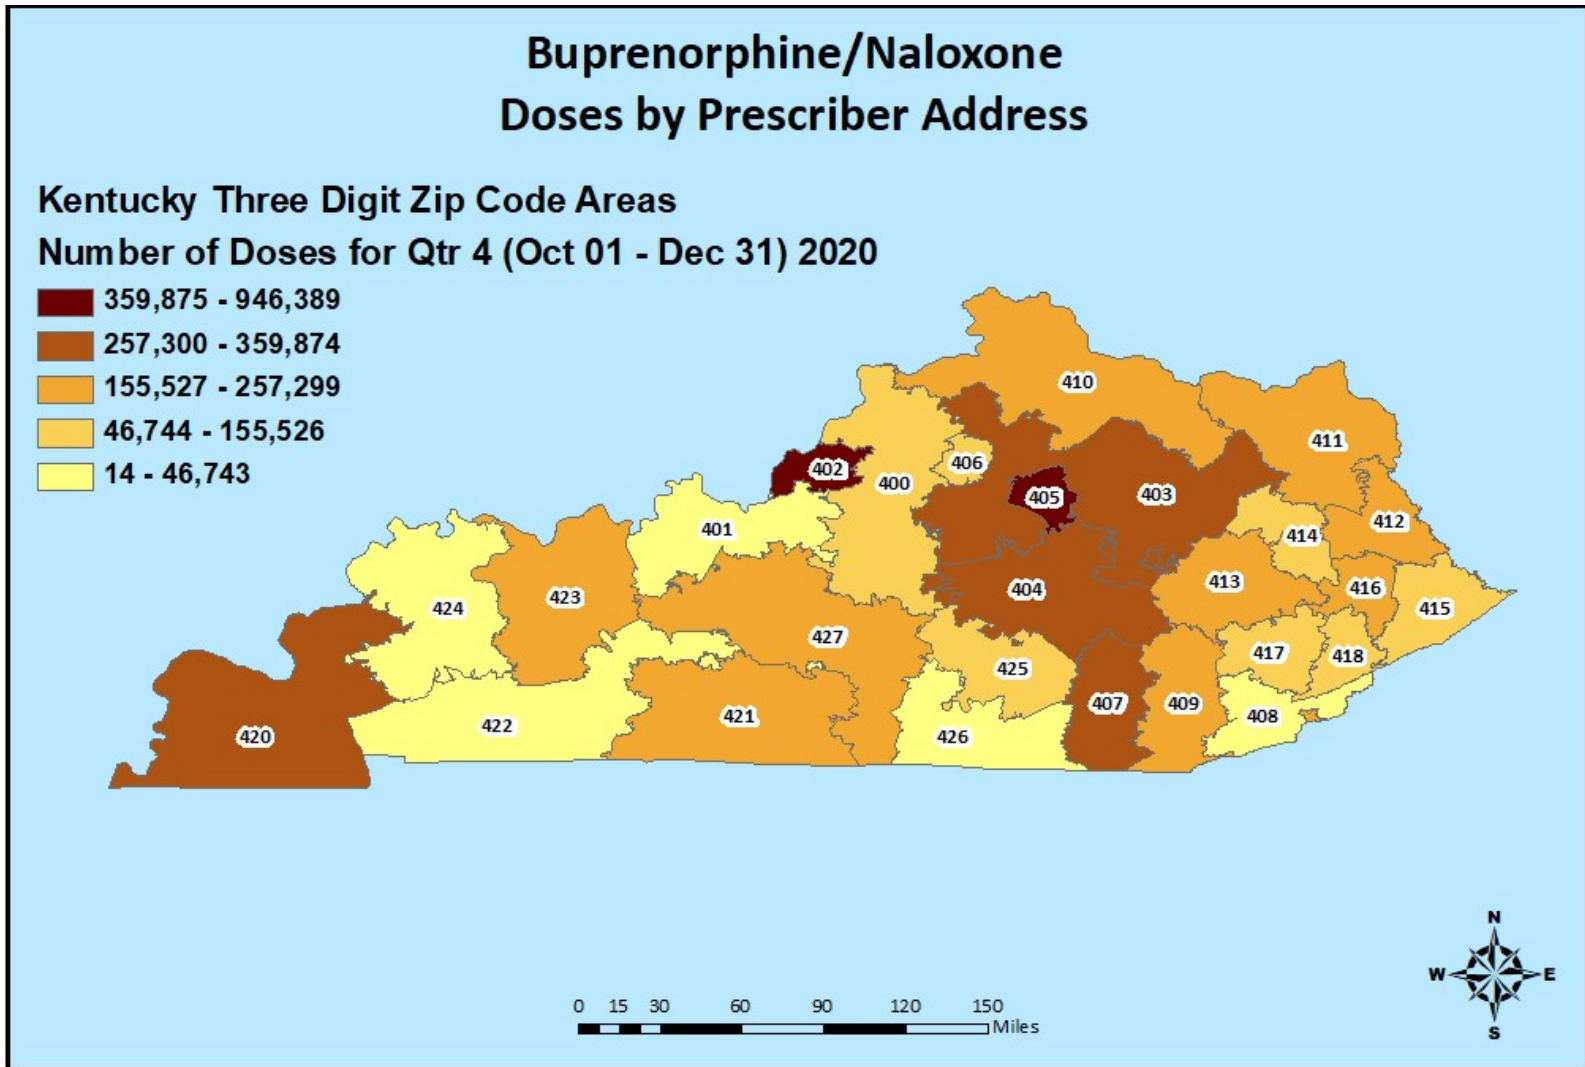 Buprenorphine/Naloxone
Doses by Prescriber Address
Kentucky Three Digit Zip Code Areas
Number of Doses for Qtr 4 (Oct 01 - Dec 31) 2020
359,875 - 946,389
257,300 - 359,874
155,527 - 257,299
46,744 - 155,526
14 - 46,743
410
411
402
406
400
405
403
401
412
414
413
404
416
424
423
415
427
417
418
425
407
409
408
420
422
421
426
N
W E
S
0 15 30 60 90 120 150
Miles